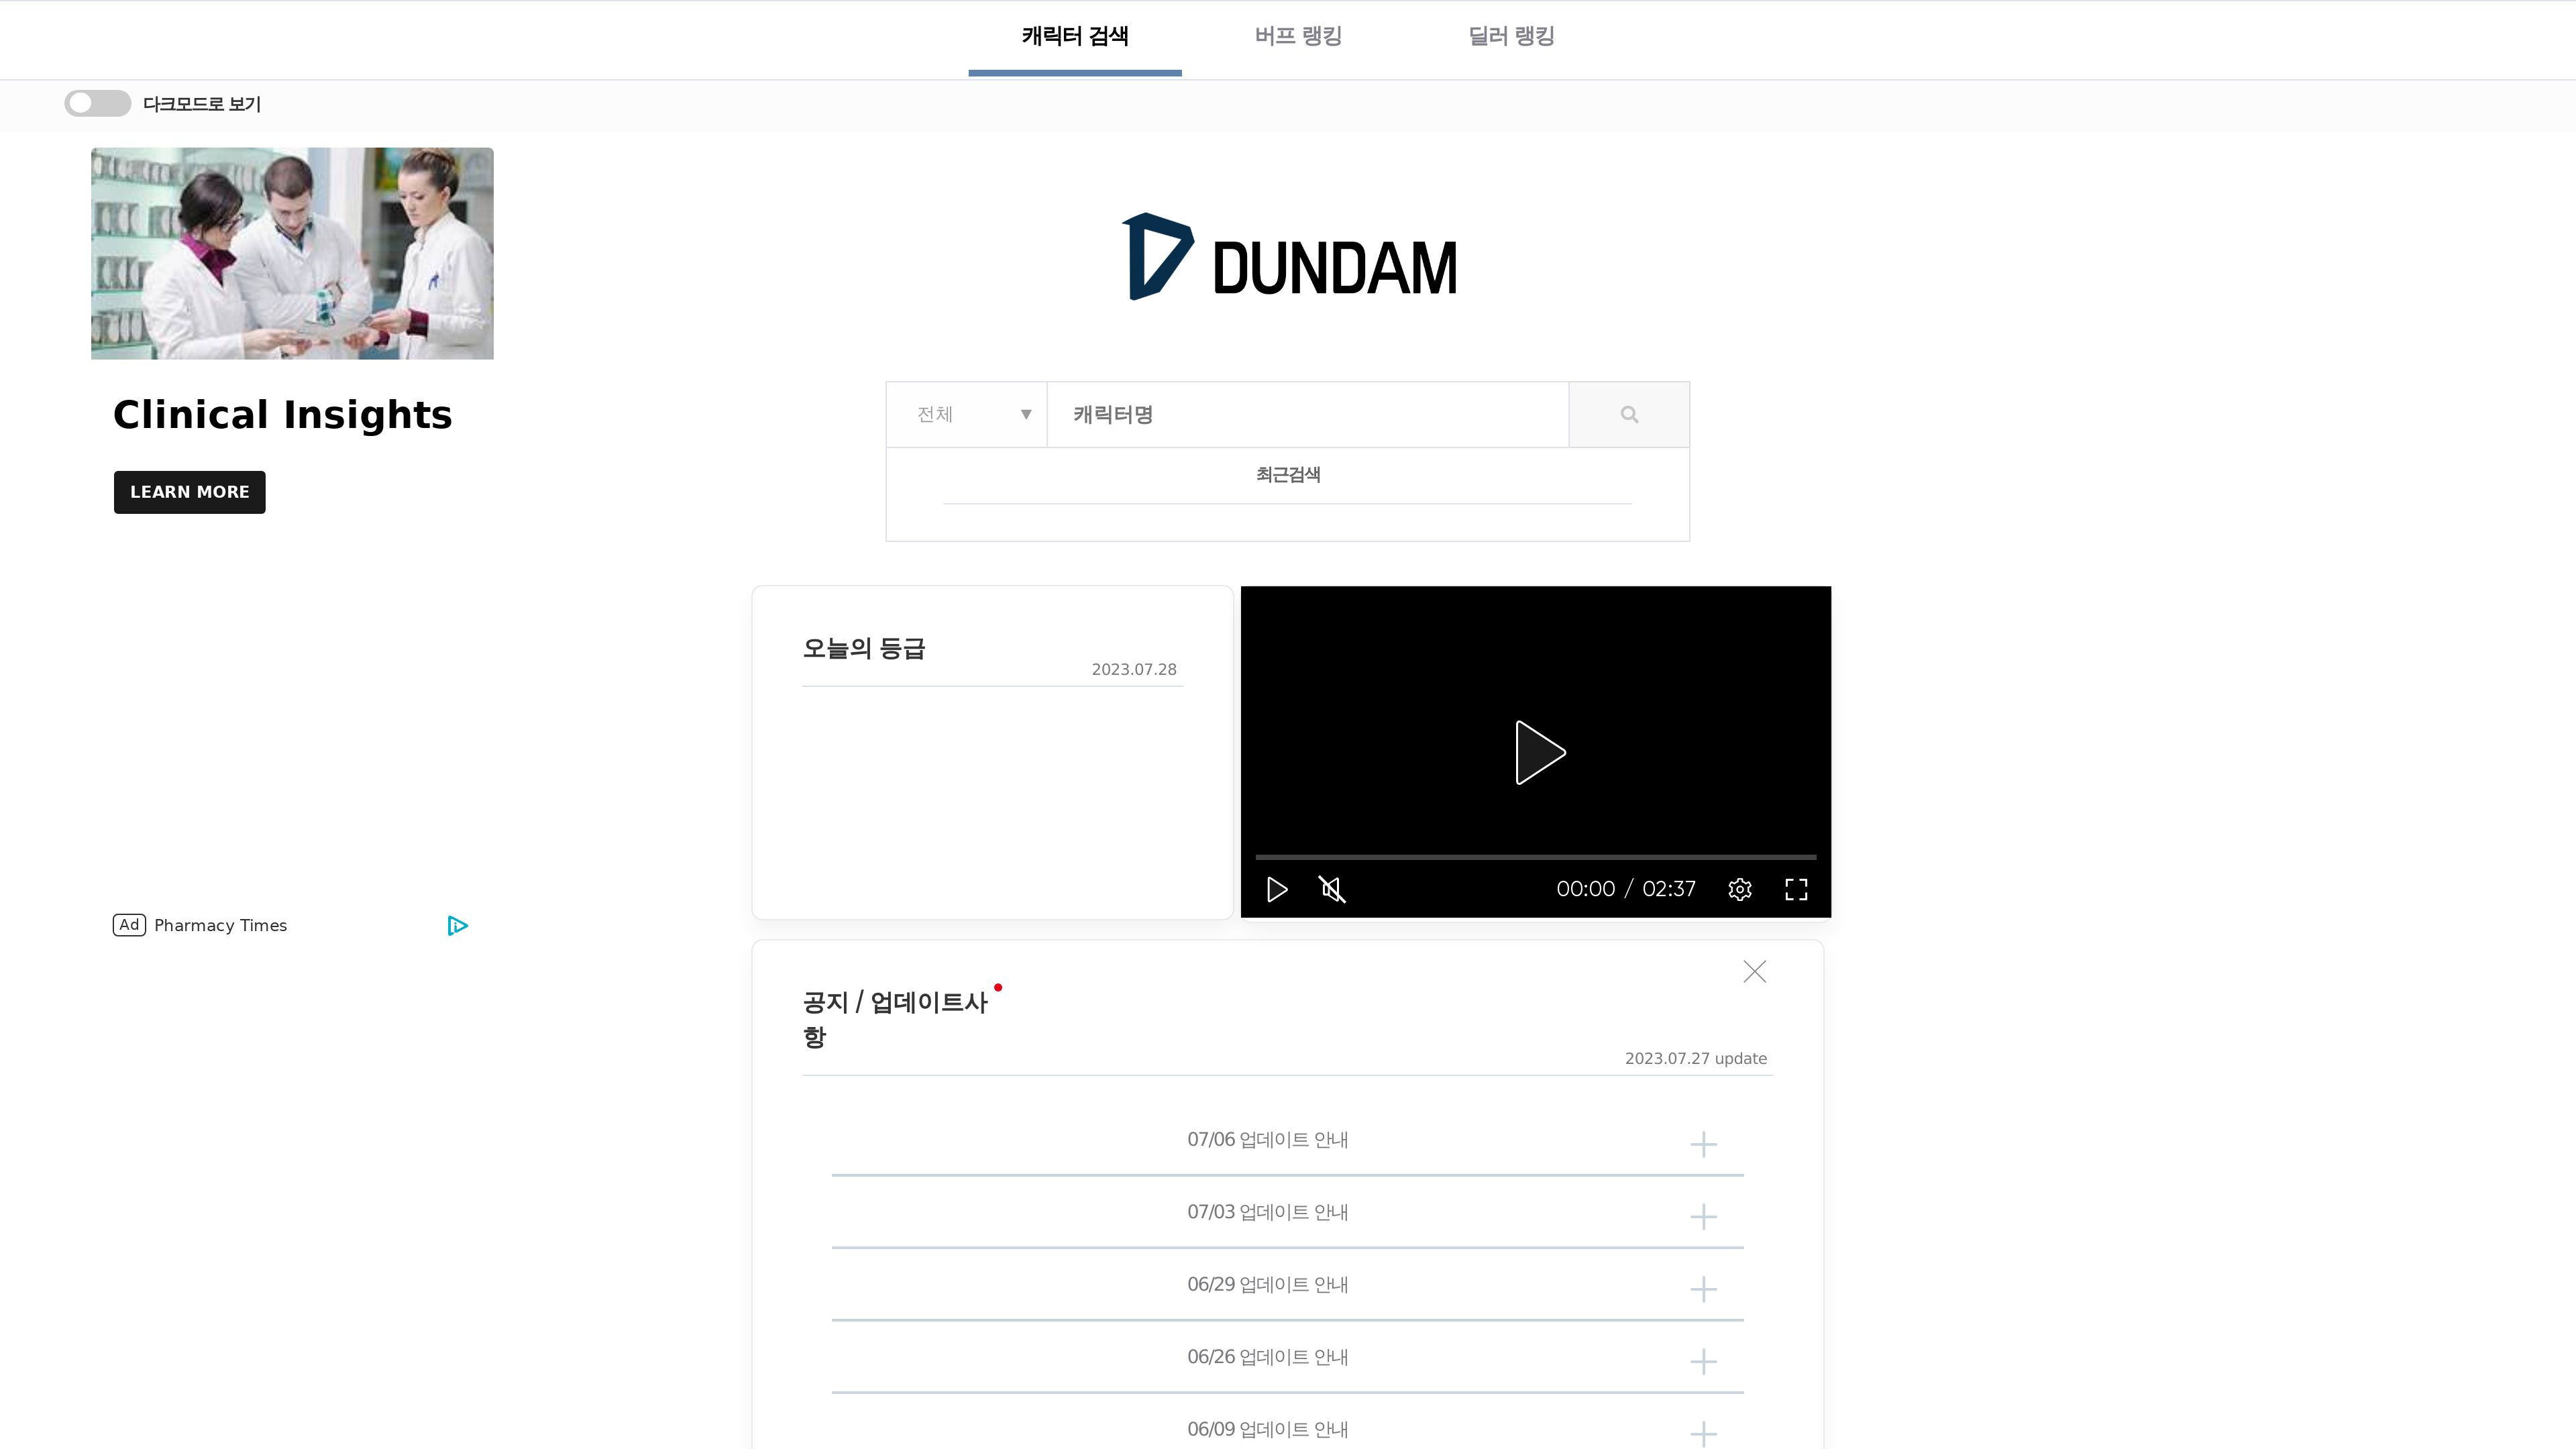 캐릭터 검색 버프 랭킹 딜러 랭킹
다크모드로 보기
DUNDAM
Clinical Insights
LEARN MORE
Ad Pharmacy Times
전체 ▼ 캐릭터명
최근검색
오늘의 등급
2023.07.28
00:00 / 02:37
공지 / 업데이트사
항
2023.07.27 update
07/06 업데이트 안내
07/03 업데이트 안내
06/29 업데이트 안내
06/26 업데이트 안내
06/09 업데이트 안내